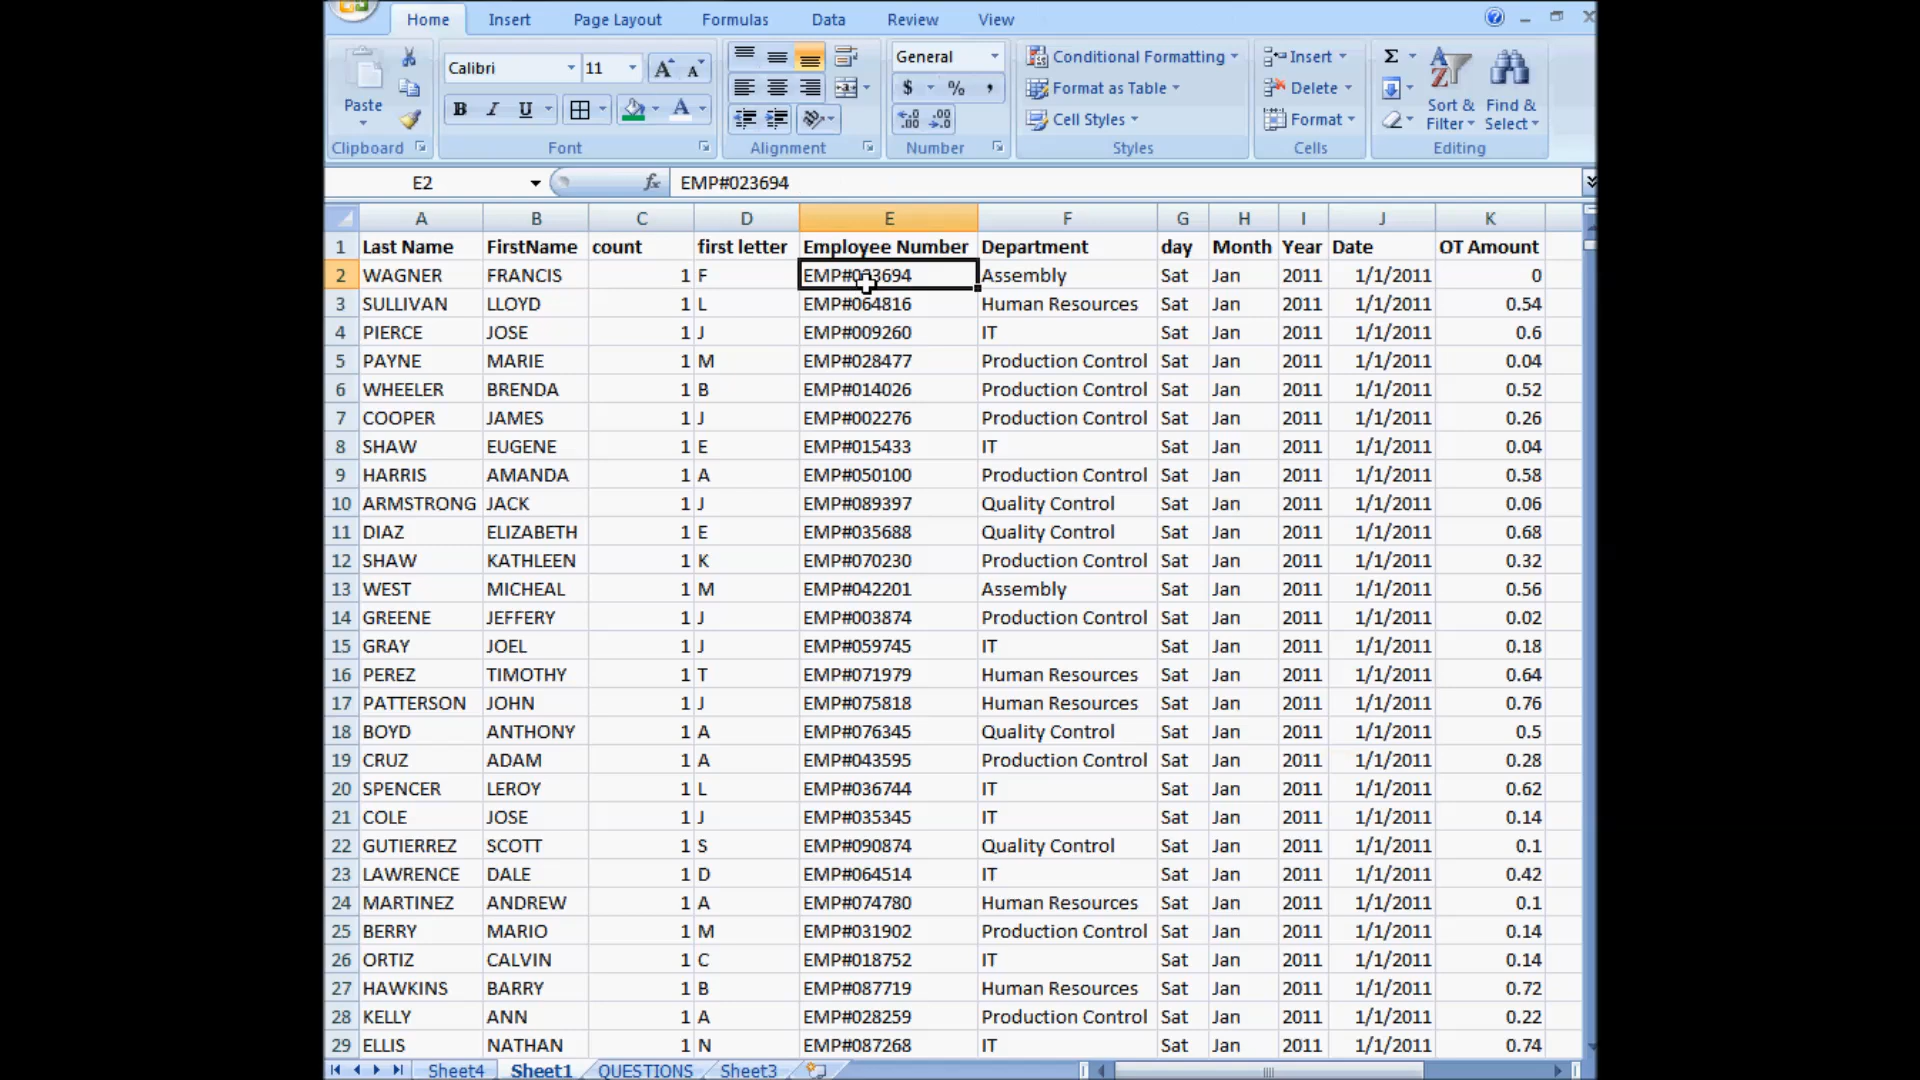 Home Insert Page Layout Formulas Data Review View
Paste
Calibri 11
B I U
General
$ % ,
Conditional Formatting
Format as Table
Cell Styles
Insert
Delete
Format
Σ
Sort & Filter
Find & Select
Clipboard Font Alignment Number Styles Cells Editing
E2 fx EMP#023694
A B C D E F G H I J K
1 Last Name FirstName count first letter Employee Number Department day Month Year Date OT Amount
2 WAGNER FRANCIS 1 F EMP#023694 Assembly Sat Jan 2011 1/1/2011 0
3 SULLIVAN LLOYD 1 L EMP#064816 Human Resources Sat Jan 2011 1/1/2011 0.54
4 PIERCE JOSE 1 J EMP#009260 IT Sat Jan 2011 1/1/2011 0.6
5 PAYNE MARIE 1 M EMP#028477 Production Control Sat Jan 2011 1/1/2011 0.04
6 WHEELER BRENDA 1 B EMP#014026 Production Control Sat Jan 2011 1/1/2011 0.52
7 COOPER JAMES 1 J EMP#002276 Production Control Sat Jan 2011 1/1/2011 0.26
8 SHAW EUGENE 1 E EMP#015433 IT Sat Jan 2011 1/1/2011 0.04
9 HARRIS AMANDA 1 A EMP#050100 Production Control Sat Jan 2011 1/1/2011 0.58
10 ARMSTRONG JACK 1 J EMP#089397 Quality Control Sat Jan 2011 1/1/2011 0.06
11 DIAZ ELIZABETH 1 E EMP#035688 Quality Control Sat Jan 2011 1/1/2011 0.68
12 SHAW KATHLEEN 1 K EMP#070230 Production Control Sat Jan 2011 1/1/2011 0.32
13 WEST MICHEAL 1 M EMP#042201 Assembly Sat Jan 2011 1/1/2011 0.56
14 GREENE JEFFERY 1 J EMP#003874 Production Control Sat Jan 2011 1/1/2011 0.02
15 GRAY JOEL 1 J EMP#059745 IT Sat Jan 2011 1/1/2011 0.18
16 PEREZ TIMOTHY 1 T EMP#071979 Human Resources Sat Jan 2011 1/1/2011 0.64
17 PATTERSON JOHN 1 J EMP#075818 Human Resources Sat Jan 2011 1/1/2011 0.76
18 BOYD ANTHONY 1 A EMP#076345 Quality Control Sat Jan 2011 1/1/2011 0.5
19 CRUZ ADAM 1 A EMP#043595 Production Control Sat Jan 2011 1/1/2011 0.28
20 SPENCER LEROY 1 L EMP#036744 IT Sat Jan 2011 1/1/2011 0.62
21 COLE JOSE 1 J EMP#035345 IT Sat Jan 2011 1/1/2011 0.14
22 GUTIERREZ SCOTT 1 S EMP#090874 Quality Control Sat Jan 2011 1/1/2011 0.1
23 LAWRENCE DALE 1 D EMP#064514 IT Sat Jan 2011 1/1/2011 0.42
24 MARTINEZ ANDREW 1 A EMP#074780 Human Resources Sat Jan 2011 1/1/2011 0.1
25 BERRY MARIO 1 M EMP#031902 Production Control Sat Jan 2011 1/1/2011 0.14
26 ORTIZ CALVIN 1 C EMP#018752 IT Sat Jan 2011 1/1/2011 0.14
27 HAWKINS BARRY 1 B EMP#087719 Human Resources Sat Jan 2011 1/1/2011 0.72
28 KELLY ANN 1 A EMP#028259 Production Control Sat Jan 2011 1/1/2011 0.22
29 ELLIS NATHAN 1 N EMP#087268 IT Sat Jan 2011 1/1/2011 0.74
Sheet4 Sheet1 QUESTIONS Sheet3